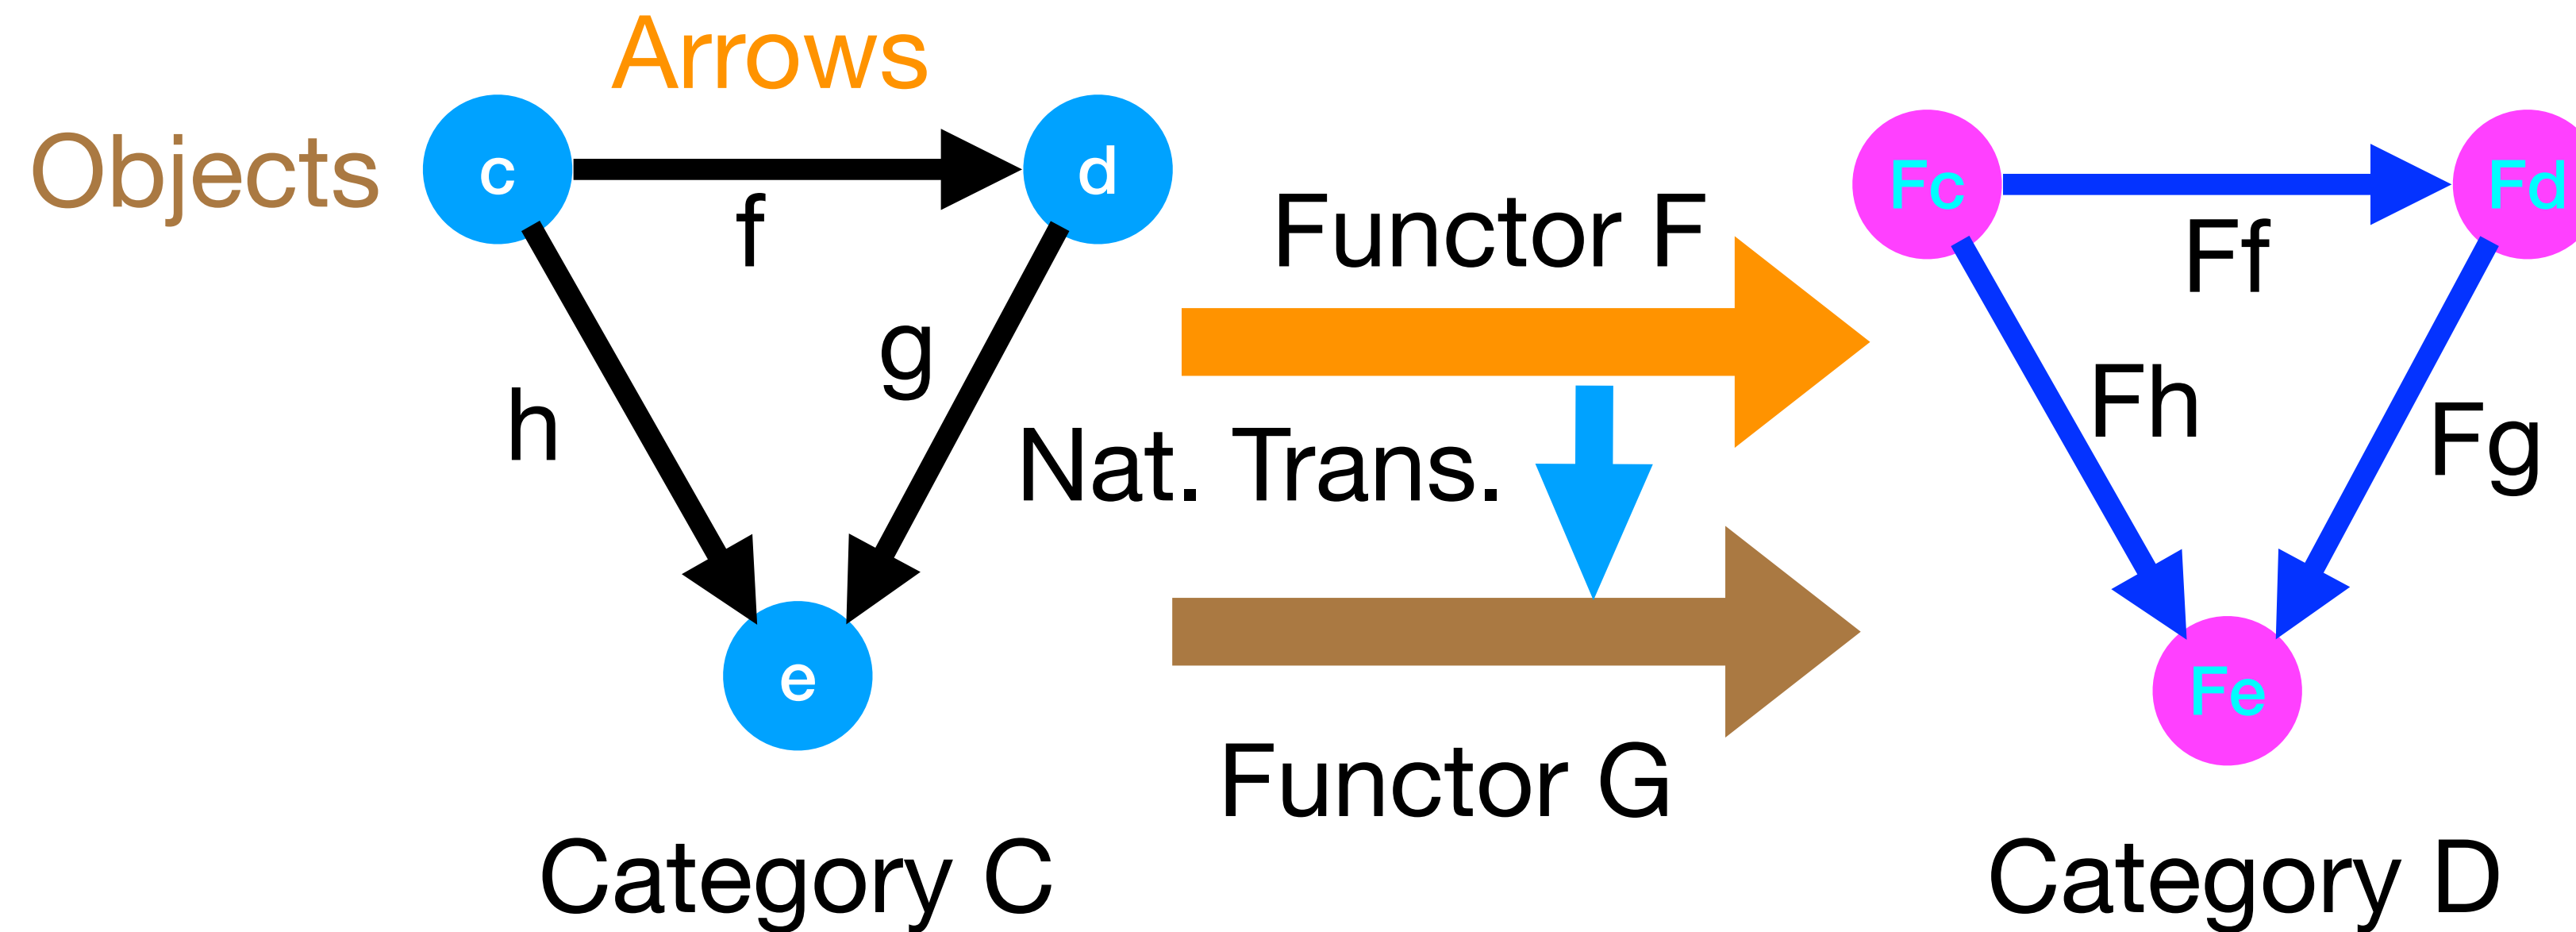 Arrows
Objects
c
d
f
g
h
e
Category C
Functor F
Nat. Trans.
Functor G
Fc
Fd
Ff
Fh
Fg
Fe
Category D